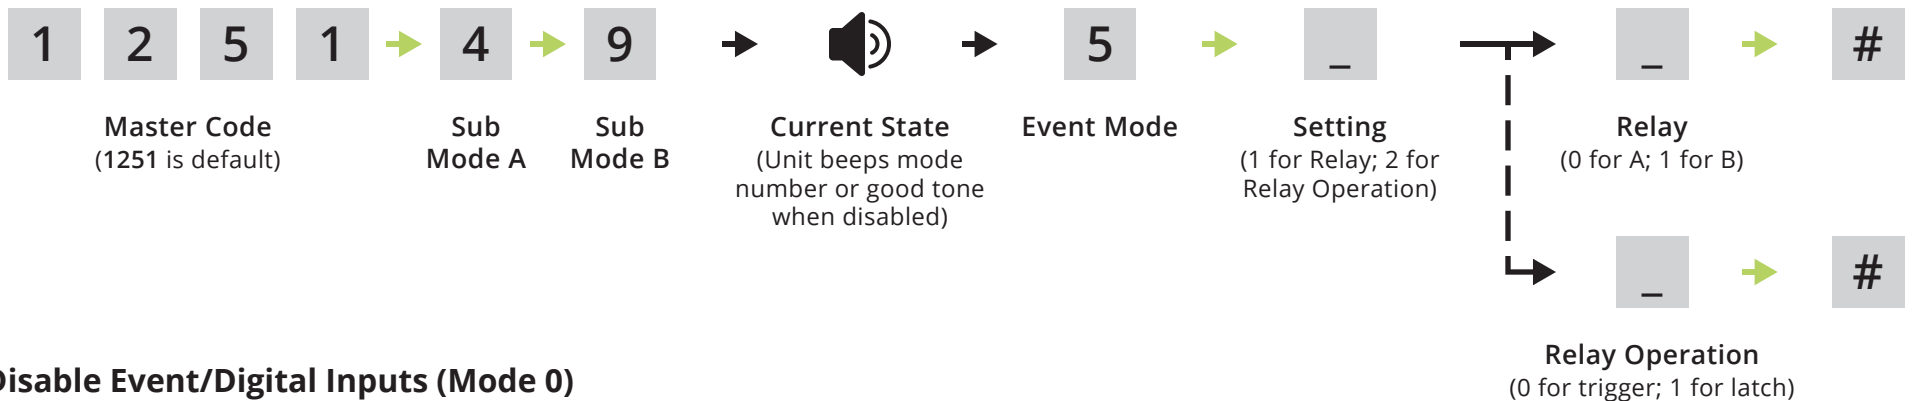 1 2 5 1 4 9 5 _ _ #
Master Code
(1251 is default)
Sub
Mode A
Sub
Mode B
Current State
(Unit beeps mode
number or good tone
when disabled)
Event Mode
Setting
(1 for Relay; 2 for
Relay Operation)
Relay
(0 for A; 1 for B)
_ #
Relay Operation
(0 for trigger; 1 for latch)
Disable Event/Digital Inputs (Mode 0)